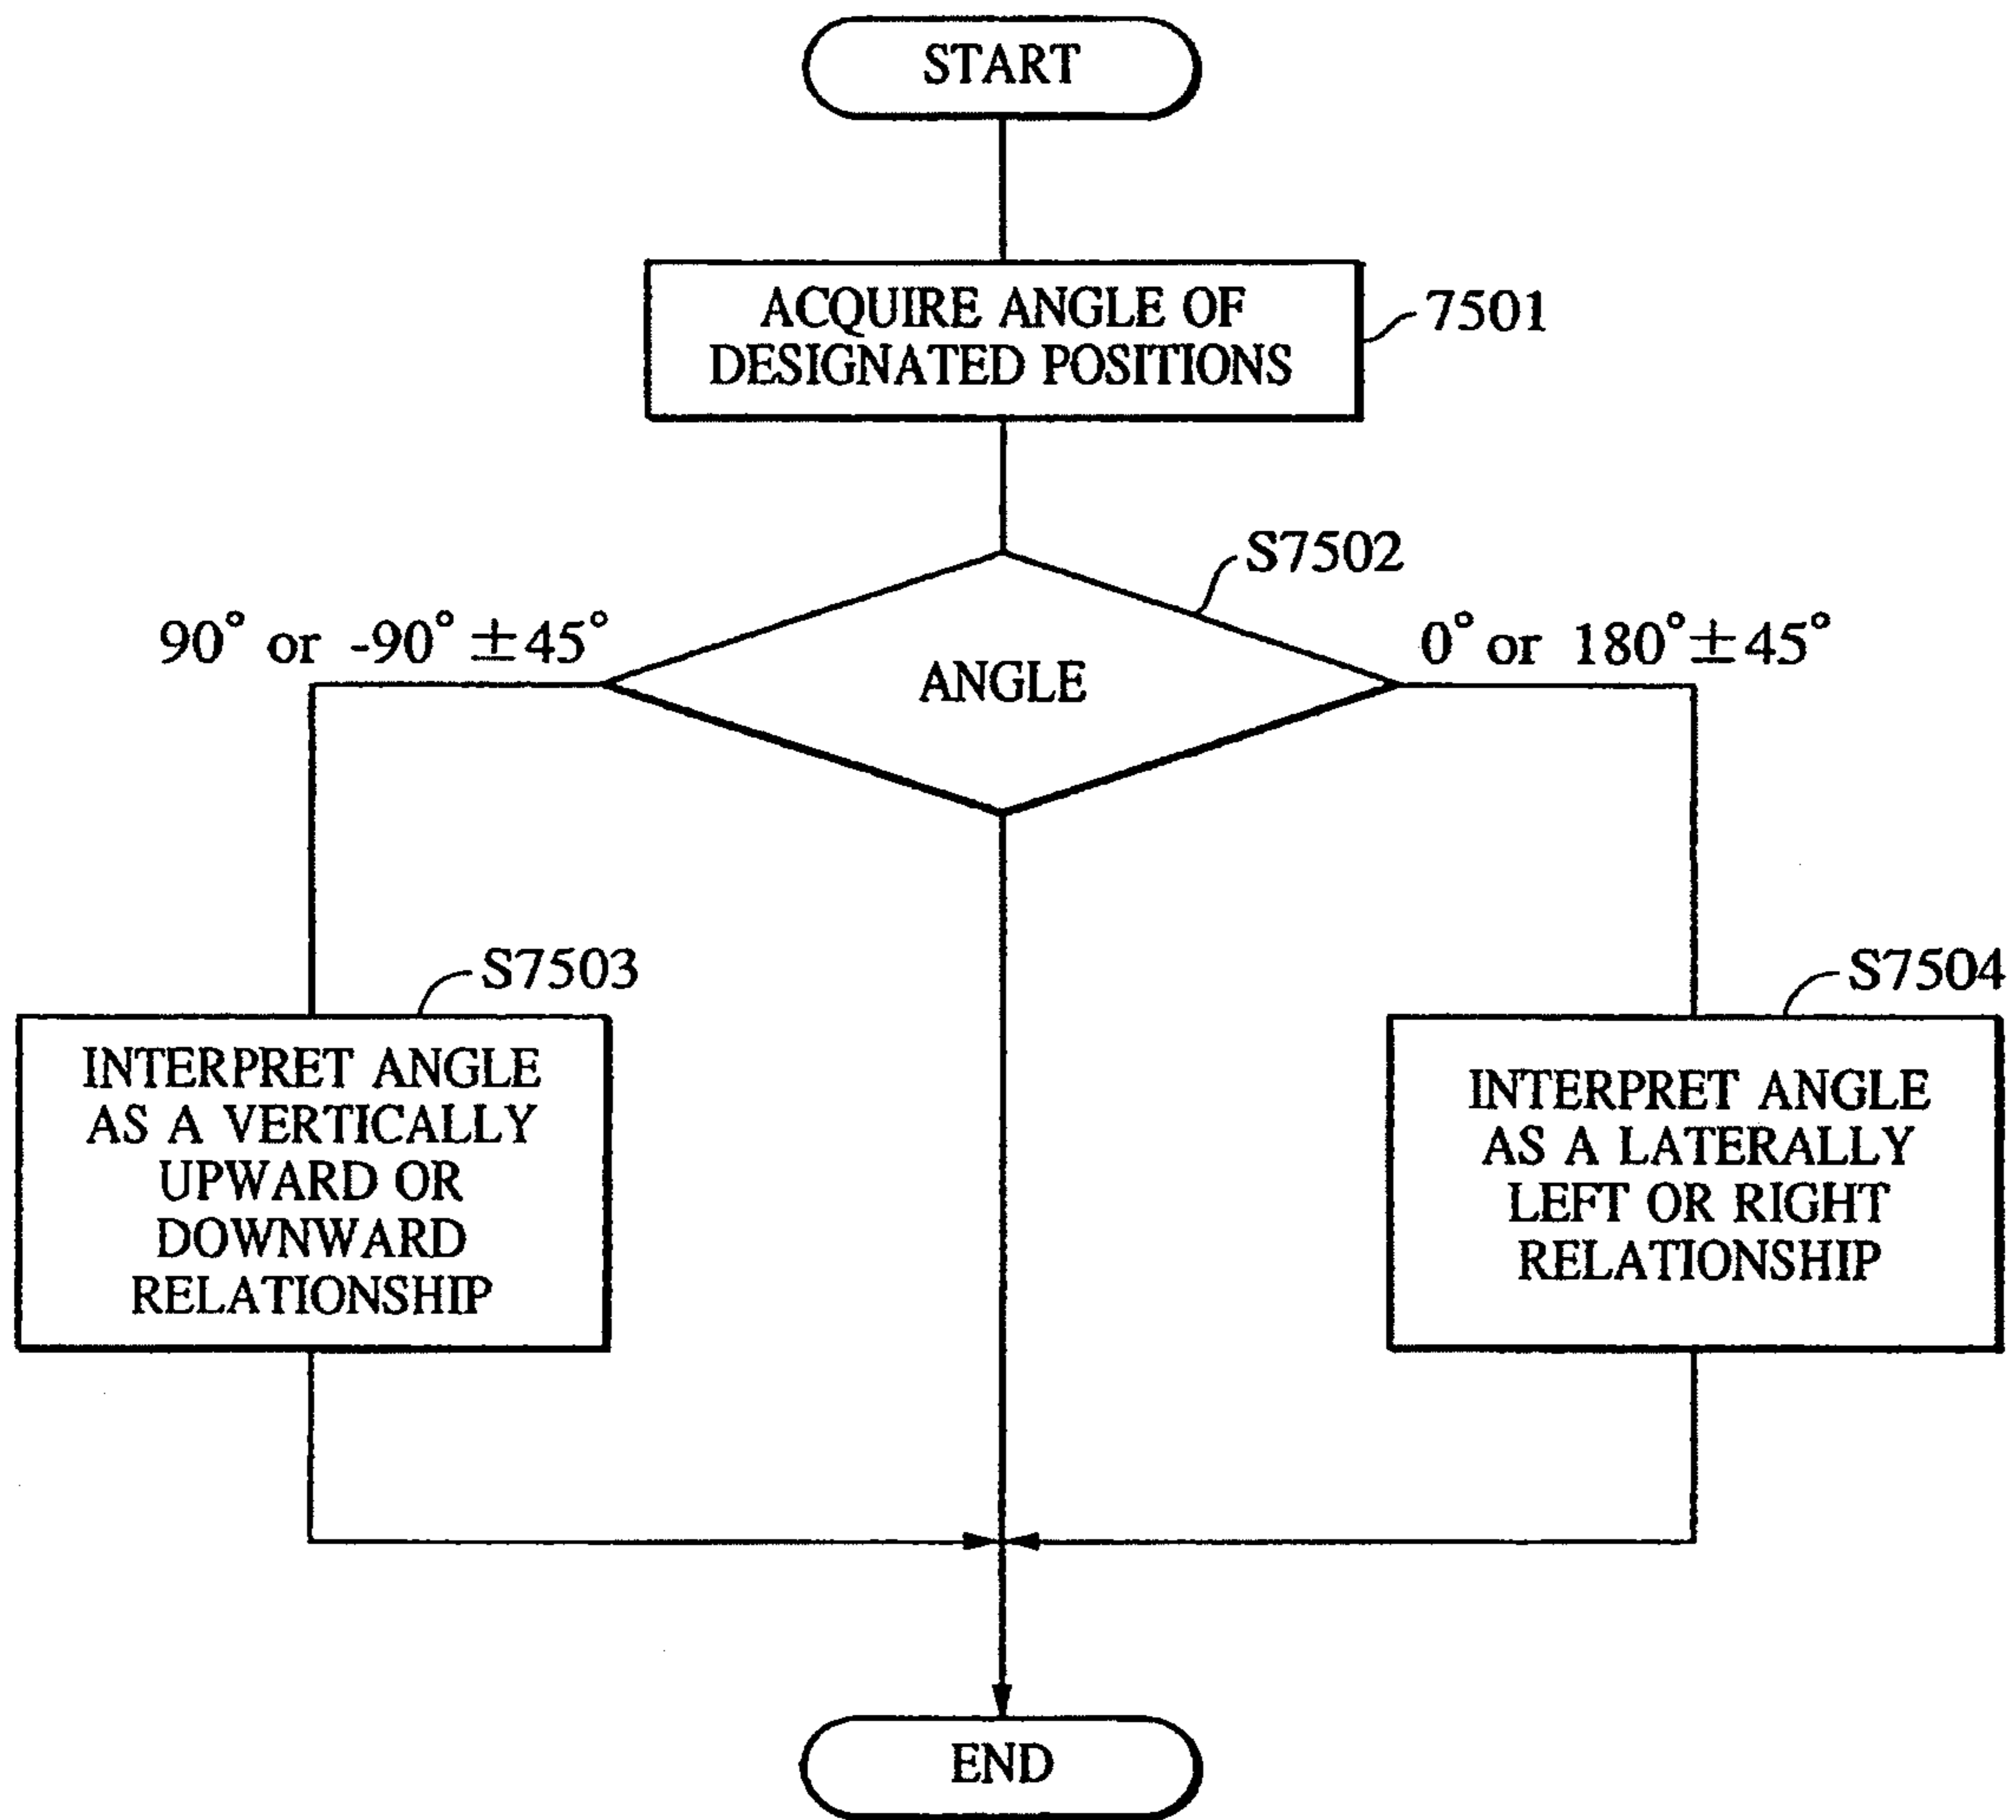 START
ACQUIRE ANGLE OF
DESIGNATED POSITIONS
7501
S7502
90° or -90° ±45°
ANGLE
0° or 180° ±45°
S7503
INTERPRET ANGLE
AS A VERTICALLY
UPWARD OR
DOWNWARD
RELATIONSHIP
S7504
INTERPRET ANGLE
AS A LATERALLY
LEFT OR RIGHT
RELATIONSHIP
END